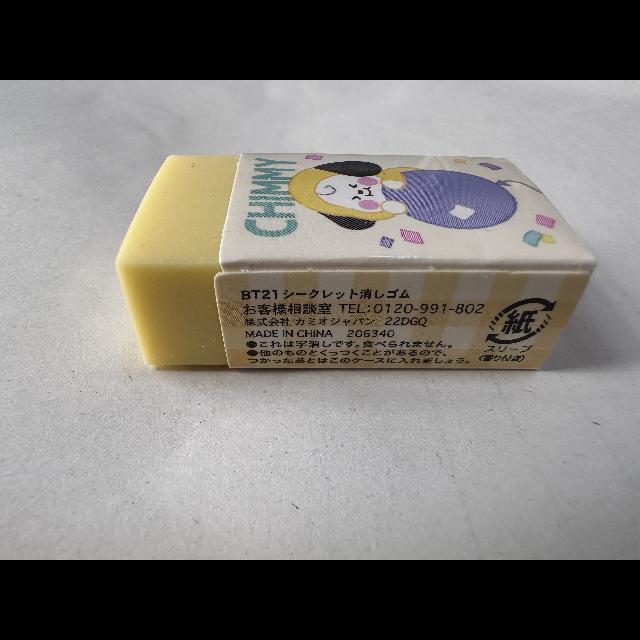 CHIMMY
BT21シークレット消しゴム
お客様相談室 TEL:0120-991-802
株式会社 カミオジャパン 22DGQ
MADE IN CHINA 206340
●これは字消しです。食べられません。
●他のものとくっつくことがあるので、
つかったあとはこのケースに入れましょう。
紙
スリーブ